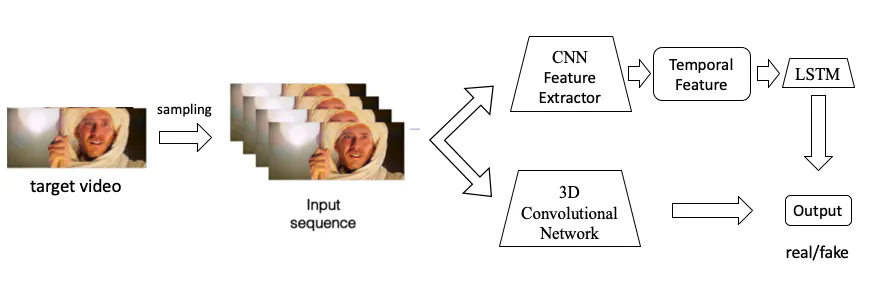 target video
sampling
Input
sequence
CNN
Feature
Extractor
Temporal
Feature
LSTM
3D
Convolutional
Network
Output
real/fake